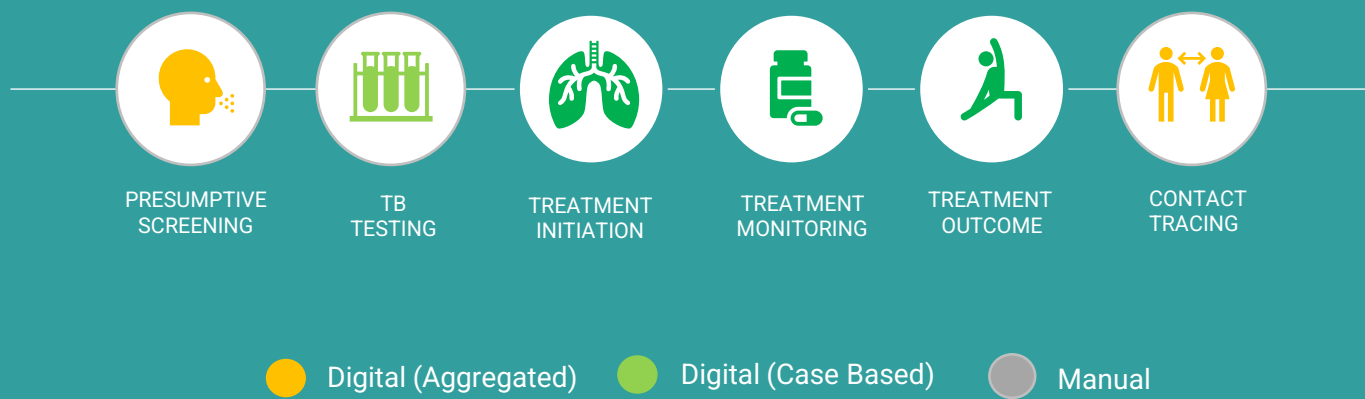 PRESUMPTIVE
SCREENING
TB
TESTING
TREATMENT
INITIATION
TREATMENT
MONITORING
TREATMENT
OUTCOME
CONTACT
TRACING
Digital (Aggregated)
Digital (Case Based)
Manual